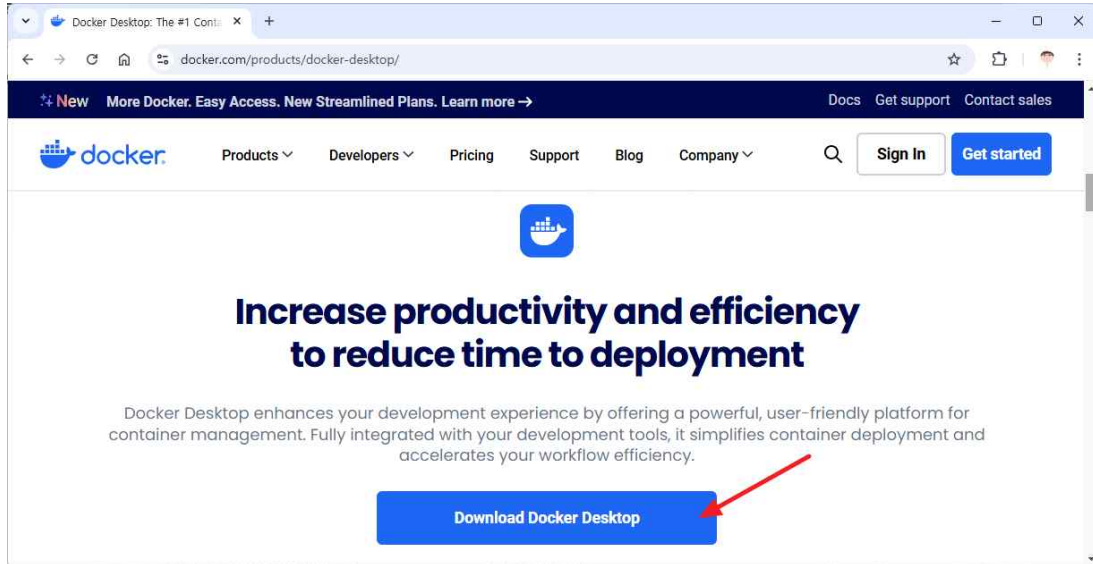 Docker Desktop: The #1 Conta
docker.com/products/docker-desktop/
New More Docker. Easy Access. New Streamlined Plans. Learn more → Docs Get support Contact sales
docker. Products Developers Pricing Support Blog Company Sign In Get started
Increase productivity and efficiency
to reduce time to deployment
Docker Desktop enhances your development experience by offering a powerful, user-friendly platform for
container management. Fully integrated with your development tools, it simplifies container deployment and
accelerates your workflow efficiency.
Download Docker Desktop